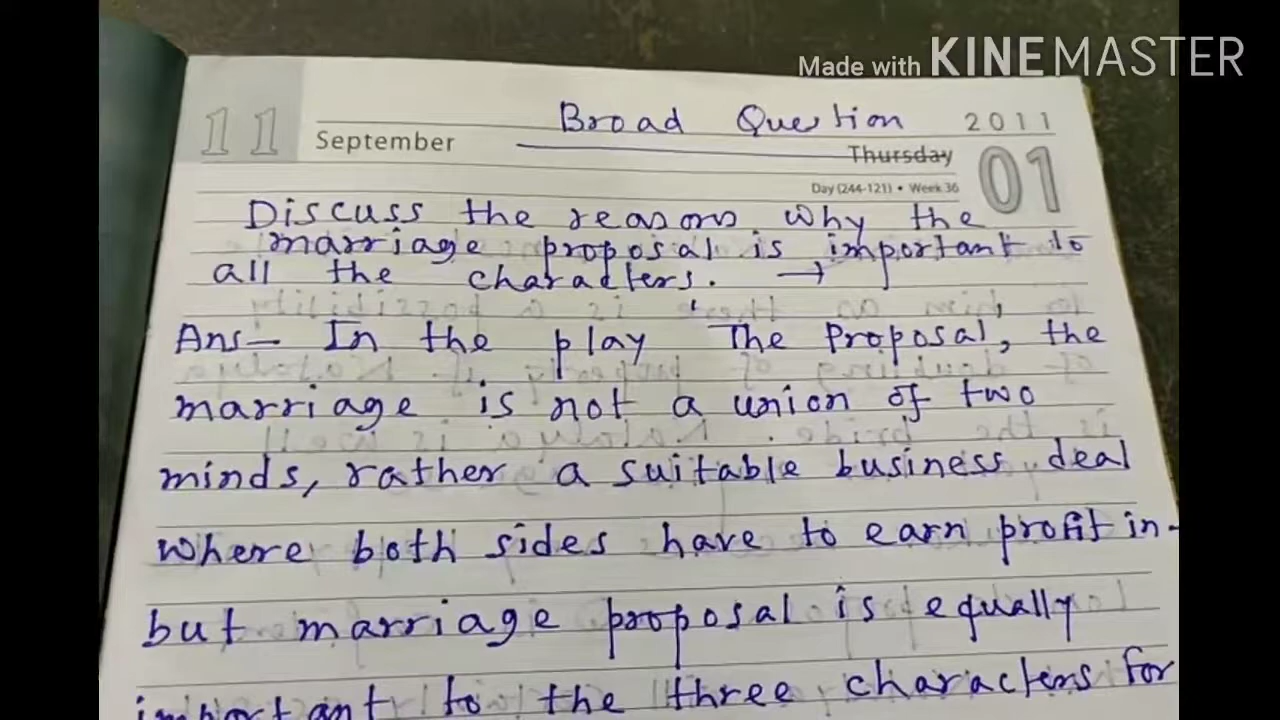 Made with KINEMASTER
11 September
Broad Question
2011
Thursday
01
Day (244-121) • Week 36
Discuss the reasons why the
marriage proposal is important to
all the characters. →
Ans— In the play The Proposal, the
marriage is not a union of two
minds, rather a suitable business deal
where both sides have to earn profit in-
but marriage proposal is equally
important to the three characters for